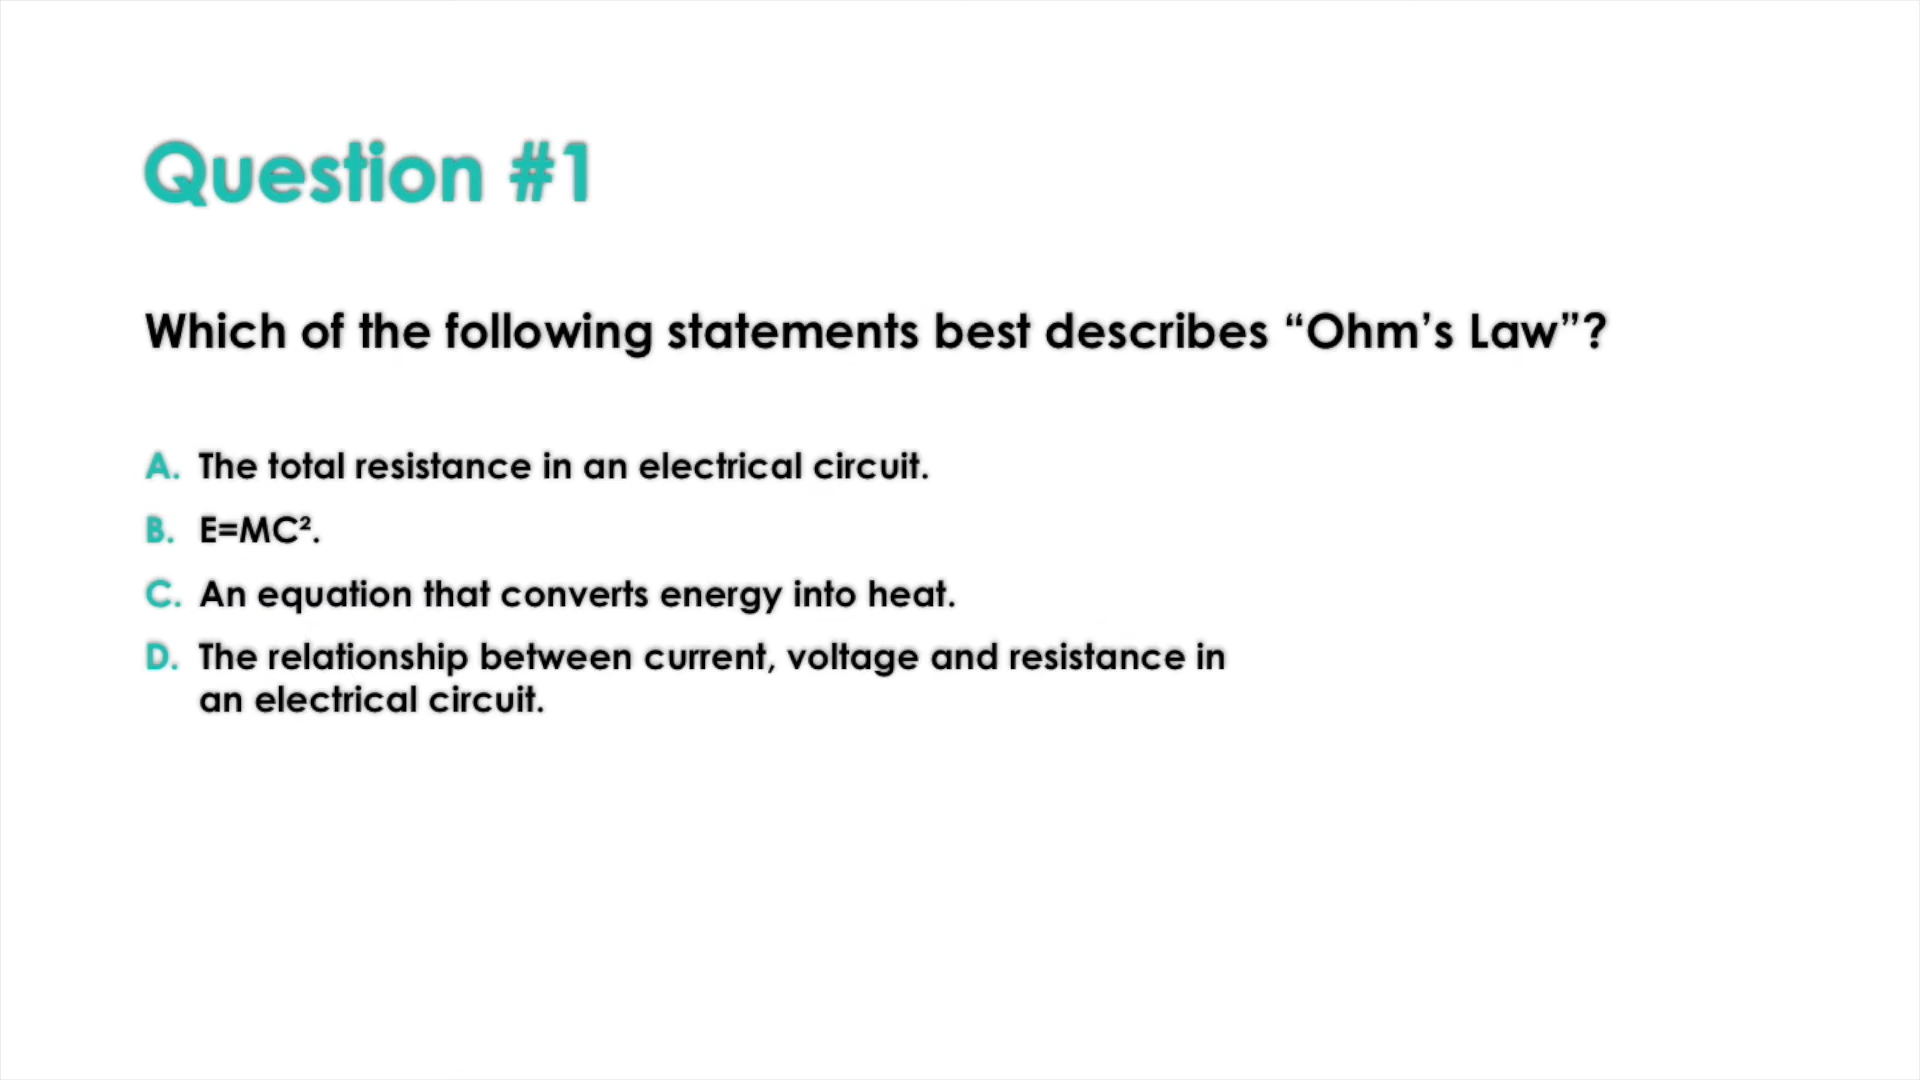 Question #1
Which of the following statements best describes “Ohm’s Law”?
A. The total resistance in an electrical circuit.
B. E=MC².
C. An equation that converts energy into heat.
D. The relationship between current, voltage and resistance in
an electrical circuit.